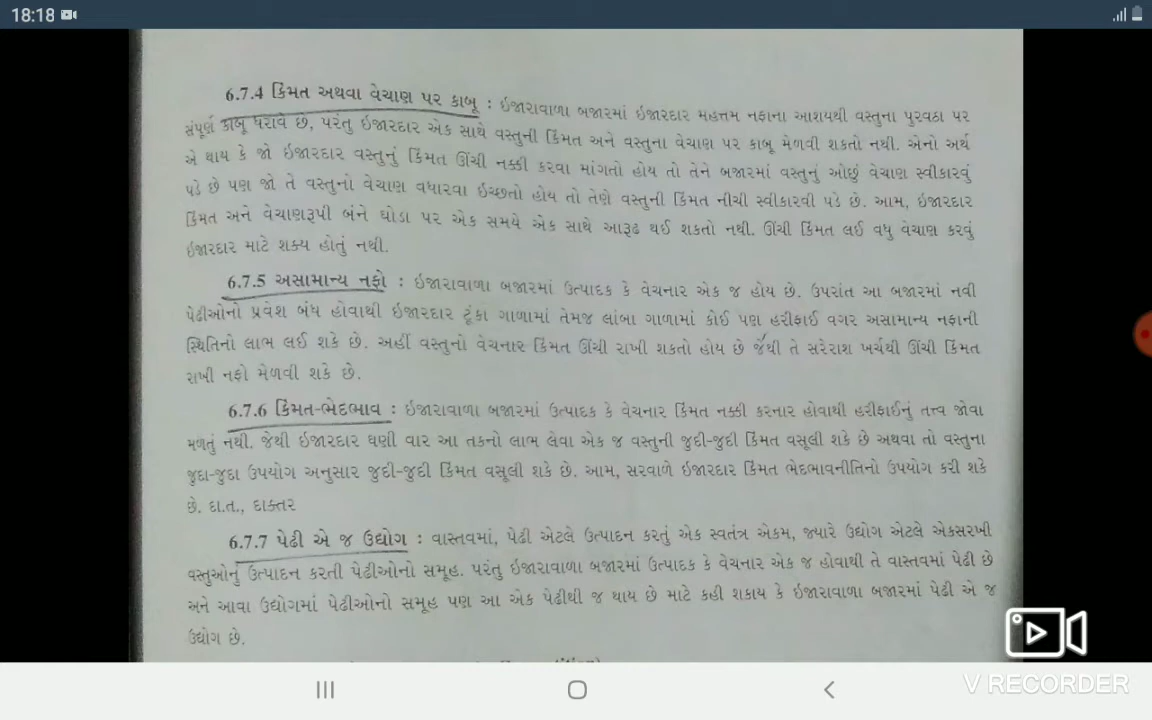 18:18
6.7.4 કિંમત અથવા વેચાણ પર કાબૂ : ઇજારાવાળા બજારમાં ઇજારદાર મહત્તમ નફાના આશયથી વસ્તુના પુરવઠા પર
સંપૂર્ણ કાબૂ ધરાવે છે, પરંતુ ઇજારદાર એક સાથે વસ્તુની કિંમત અને વસ્તુના વેચાણ પર કાબૂ મેળવી શકતો નથી. એનો અર્થ
એ થાય કે જો ઇજારદાર વસ્તુનું કિંમત ઊંચી નક્કી કરવા માંગતો હોય તો તેને બજારમાં વસ્તુનું ઓછું વેચાણ સ્વીકારવું
પડે છે પણ જો તે વસ્તુનો વેચાણ વધારવા ઇચ્છતો હોય તો તેણે વસ્તુની કિંમત નીચી સ્વીકારવી પડે છે. આમ, ઇજારદાર
કિંમત અને વેચાણરૂપી બંને ઘોડા પર એક સમયે એક સાથે આરૂઢ થઈ શકતો નથી. ઊંચી કિંમત લઈ વધુ વેચાણ કરવું
ઇજારદાર માટે શક્ય હોતું નથી.
6.7.5 અસામાન્ય નફો : ઇજારાવાળા બજારમાં ઉત્પાદક કે વેચનાર એક જ હોય છે. ઉપરાંત આ બજારમાં નવી
પેઢીઓનો પ્રવેશ બંધ હોવાથી ઇજારદાર ટૂંકા ગાળામાં તેમજ લાંબા ગાળામાં કોઈ પણ હરીફાઈ વગર અસામાન્ય નફાની
સ્થિતિનો લાભ લઈ શકે છે. અહીં વસ્તુનો વેચનાર કિંમત ઊંચી રાખી શકતો હોય છે જેથી તે સરેરાશ ખર્ચથી ઊંચી કિંમત
રાખી નફો મેળવી શકે છે.
6.7.6 કિંમત-ભેદભાવ : ઇજારાવાળા બજારમાં ઉત્પાદક કે વેચનાર કિંમત નક્કી કરનાર હોવાથી હરીફાઈનું તત્ત્વ જોવા
મળતું નથી. જેથી ઇજારદાર ઘણી વાર આ તકનો લાભ લેવા એક જ વસ્તુની જુદી-જુદી કિંમત વસૂલી શકે છે અથવા તો વસ્તુના
જુદા-જુદા ઉપયોગ અનુસાર જુદી-જુદી કિંમત વસૂલી શકે છે. આમ, સરવાળે ઇજારદાર કિંમત ભેદભાવનીતિનો ઉપયોગ કરી શકે
છે. દા.ત., દાક્તર
6.7.7 પેઢી એ જ ઉદ્યોગ : વાસ્તવમાં, પેઢી એટલે ઉત્પાદન કરતું એક સ્વતંત્ર એકમ, જ્યારે ઉદ્યોગ એટલે એકસરખી
વસ્તુઓનું ઉત્પાદન કરતી પેઢીઓનો સમૂહ. પરંતુ ઇજારાવાળા બજારમાં ઉત્પાદક કે વેચનાર એક જ હોવાથી તે વાસ્તવમાં પેઢી છે
અને આવા ઉદ્યોગમાં પેઢીઓનો સમૂહ પણ આ એક પેઢીથી જ થાય છે માટે કહી શકાય કે ઇજારાવાળા બજારમાં પેઢી એ જ
ઉદ્યોગ છે.
V RECORDER